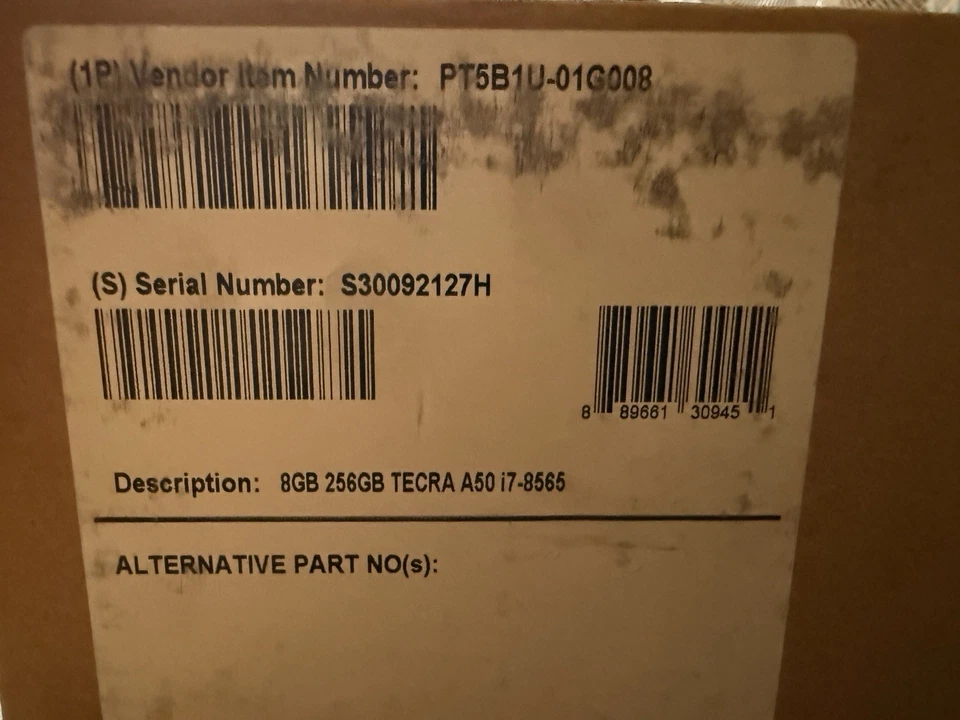 (1P) Vendor Item Number: PT5B1U-01G008
(S) Serial Number: S30092127H
8 89661 30945 1
Description: 8GB 256GB TECRA A50 i7-8565
ALTERNATIVE PART NO(s):